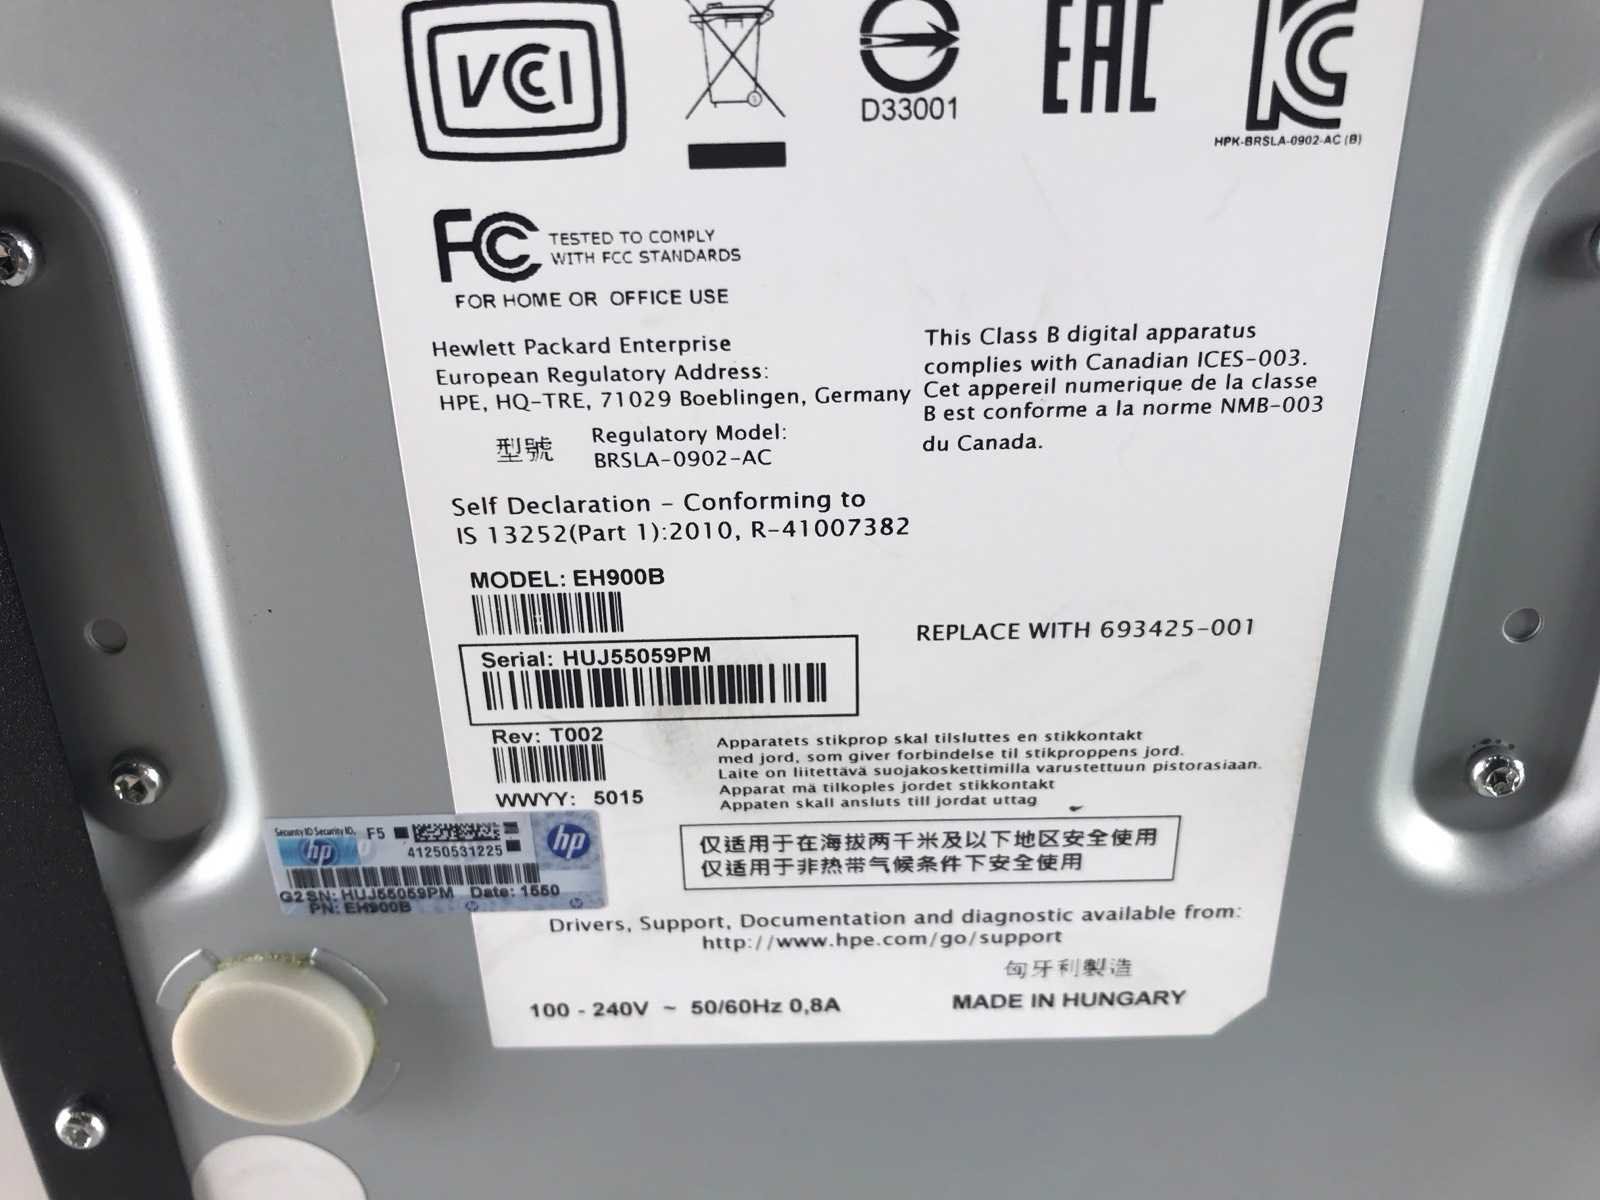 VCCI
D33001
EAC
KC
HPK-BRSLA-0902-AC (B)
FC
TESTED TO COMPLY
WITH FCC STANDARDS
FOR HOME OR OFFICE USE
Hewlett Packard Enterprise
European Regulatory Address:
HPE, HQ-TRE, 71029 Boeblingen, Germany
型號
Regulatory Model:
BRSLA-0902-AC
This Class B digital apparatus
complies with Canadian ICES-003.
Cet appereil numerique de la classe
B est conforme a la norme NMB-003
du Canada.
Self Declaration - Conforming to
IS 13252(Part 1):2010, R-41007382
MODEL: EH900B
REPLACE WITH 693425-001
Serial: HUJ55059PM
Rev: T002
WWYY: 5015
Apparatets stikprop skal tilsluttes en stikkontakt
med jord, som giver forbindelse til stikproppens jord.
Laite on liitettävä suojakoskettimilla varustettuun pistorasiaan.
Apparat må tilkoples jordet stikkontakt
Appaten skall ansluts till jordat uttag
仅适用于在海拔两千米及以下地区安全使用
仅适用于非热带气候条件下安全使用
Security ID Security ID, F5
hp
41250531225
hp
G2 SN: HUJ55059PM Date: 1550
PN: EH900B
Drivers, Support, Documentation and diagnostic available from:
http://www.hpe.com/go/support
匈牙利製造
100 - 240V ~ 50/60Hz 0,8A
MADE IN HUNGARY